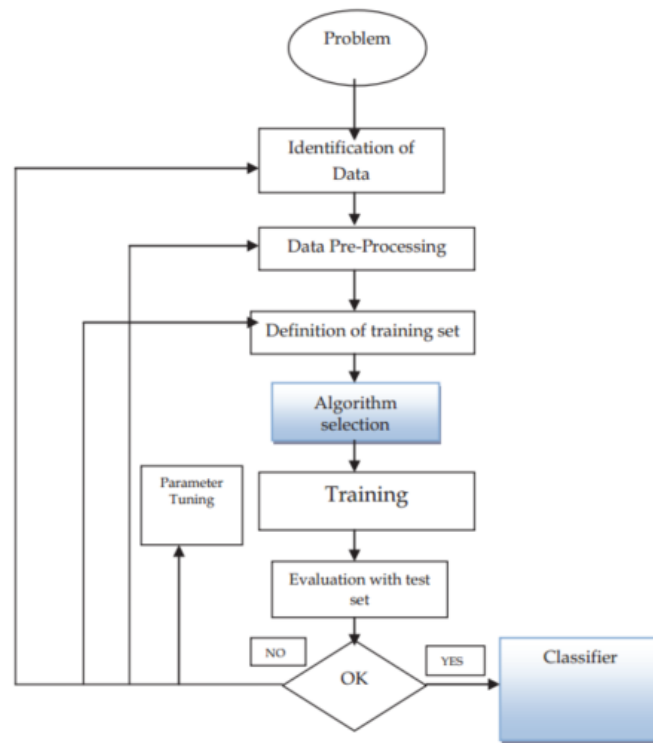 Problem
Identification of
Data
Data Pre-Processing
Definition of training set
Algorithm
selection
Parameter
Tuning
Training
Evaluation with test
set
NO
OK
YES
Classifier